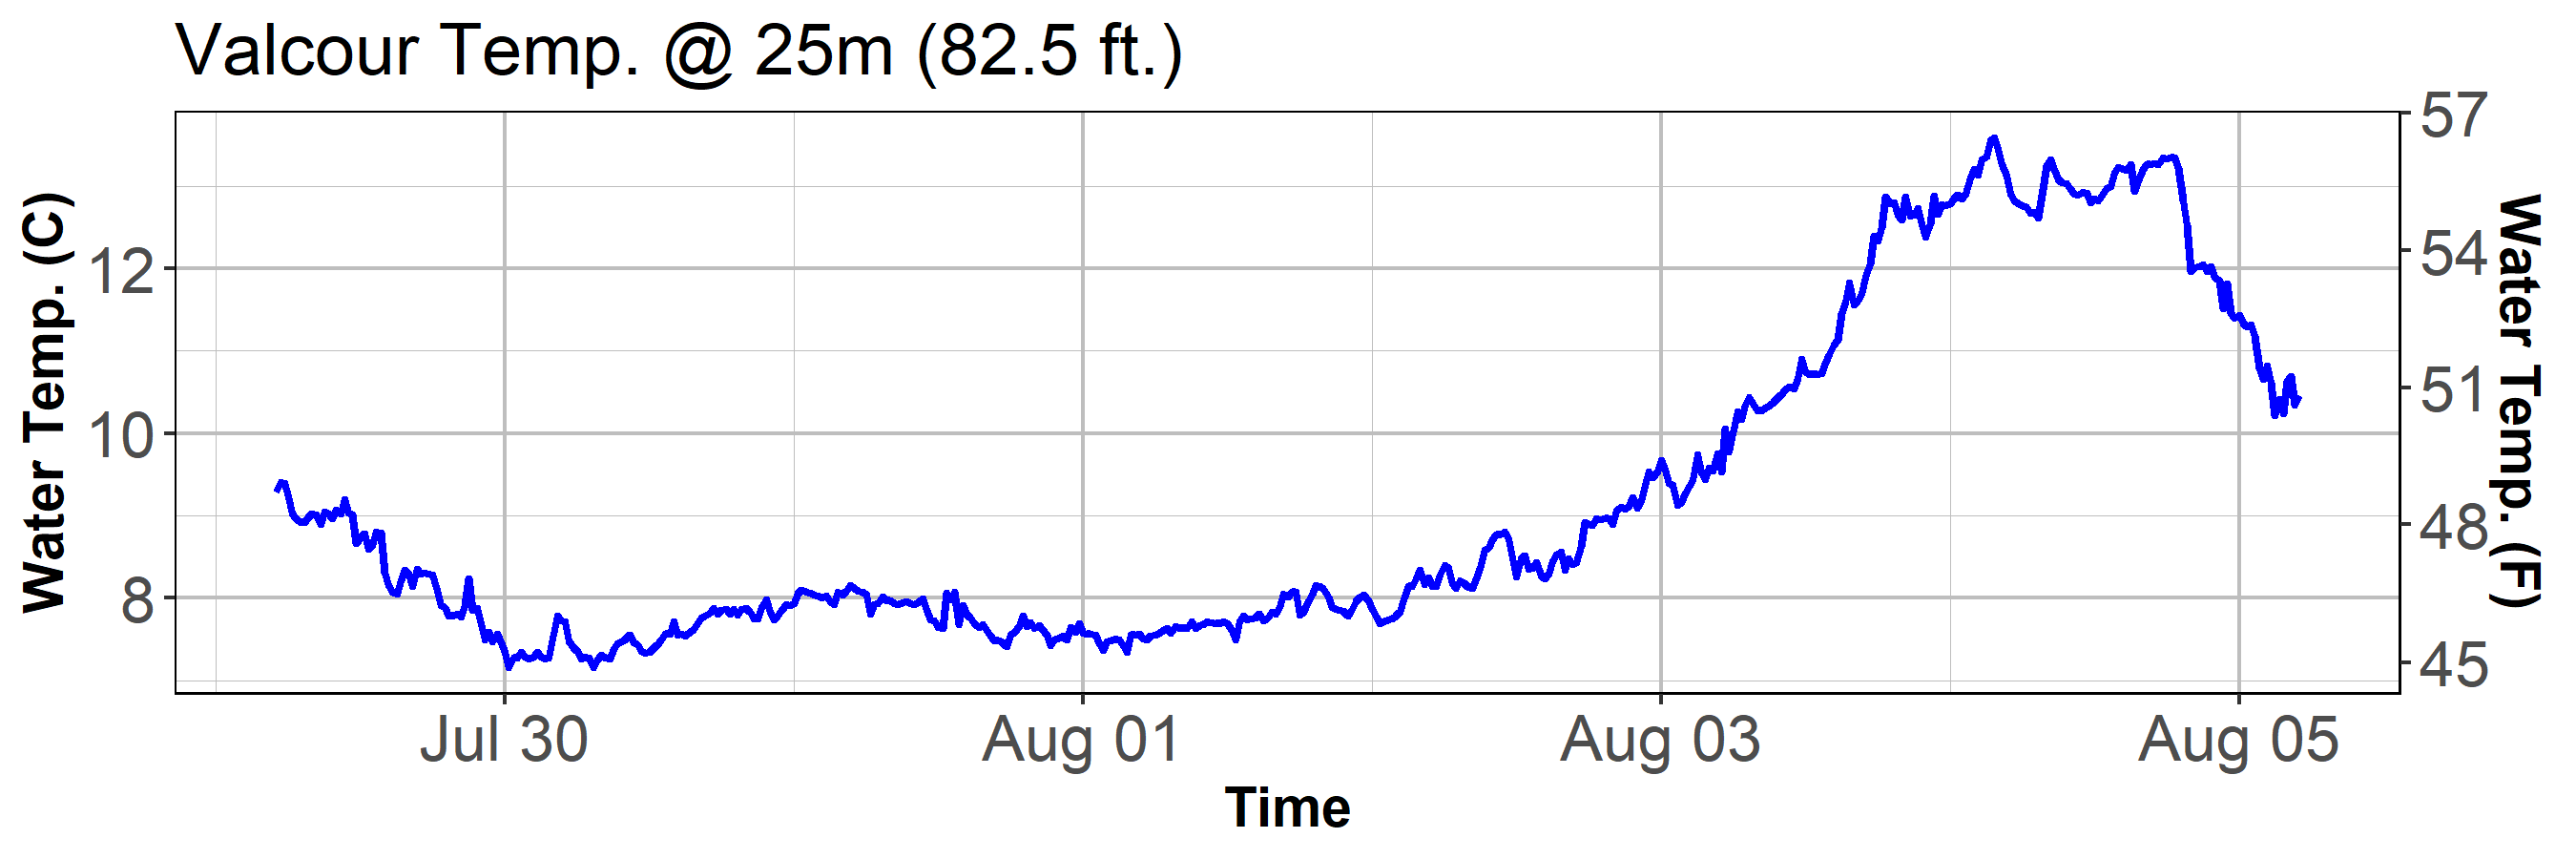 Valcour Temp. @ 25m (82.5 ft.)
Water Temp. (C)
12
10
8
57
54
51
48
45
Water Temp. (F)
Jul 30 Aug 01 Aug 03 Aug 05
Time